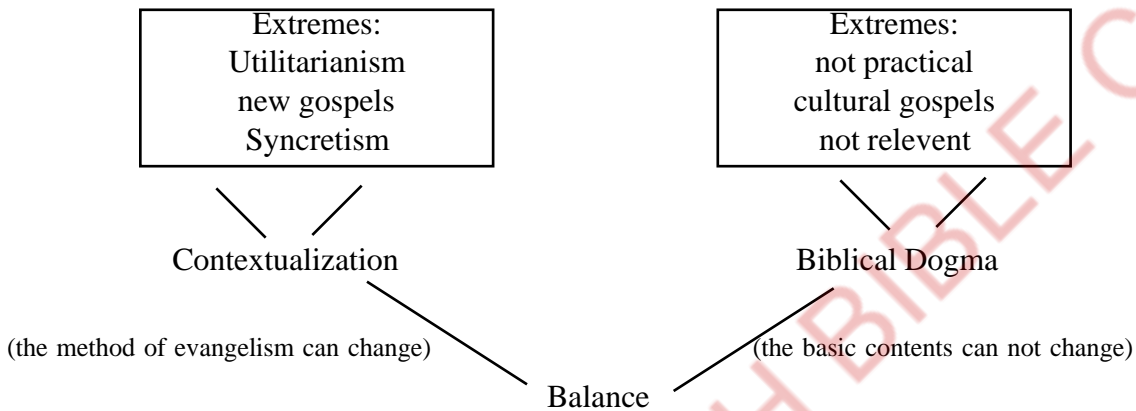 Extremes:
Utilitarianism
new gospels
Syncretism
Extremes:
not practical
cultural gospels
not relevent
Contextualization
Biblical Dogma
(the method of evangelism can change)
(the basic contents can not change)
Balance
H BIBLE C